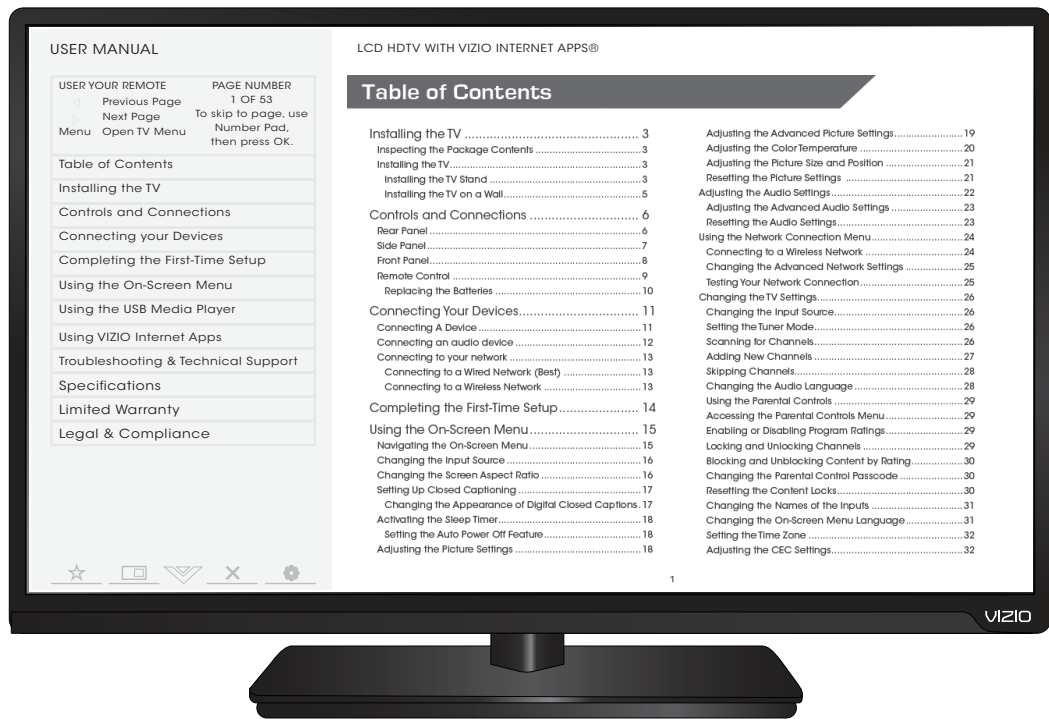 USER MANUAL
USER YOUR REMOTE
Previous Page
Next Page
Menu Open TV Menu
PAGE NUMBER
1 OF 53
To skip to page, use
Number Pad,
then press OK.
Table of Contents
Installing the TV
Controls and Connections
Connecting your Devices
Completing the First-Time Setup
Using the On-Screen Menu
Using the USB Media Player
Using VIZIO Internet Apps
Troubleshooting & Technical Support
Specifications
Limited Warranty
Legal & Compliance
LCD HDTV WITH VIZIO INTERNET APPS®
Table of Contents
Installing the TV ........ 3
Inspecting the Package Contents ........ 3
Installing the TV ........ 3
Installing the TV Stand ........ 3
Installing the TV on a Wall ........ 5
Controls and Connections ........ 6
Rear Panel ........ 6
Side Panel ........ 7
Front Panel ........ 8
Remote Control ........ 9
Replacing the Batteries ........ 10
Connecting Your Devices ........ 11
Connecting A Device ........ 11
Connecting an audio device ........ 12
Connecting to your network ........ 13
Connecting to a Wired Network (Best) ........ 13
Connecting to a Wireless Network ........ 13
Completing the First-Time Setup ........ 14
Using the On-Screen Menu ........ 15
Navigating the On-Screen Menu ........ 15
Changing the Input Source ........ 16
Changing the Screen Aspect Ratio ........ 16
Setting Up Closed Captioning ........ 17
Changing the Appearance of Digital Closed Captions. 17
Activating the Sleep Timer ........ 18
Setting the Auto Power Off Feature ........ 18
Adjusting the Picture Settings ........ 18
Adjusting the Advanced Picture Settings ........ 19
Adjusting the Color Temperature ........ 20
Adjusting the Picture Size and Position ........ 21
Resetting the Picture Settings ........ 21
Adjusting the Audio Settings ........ 22
Adjusting the Advanced Audio Settings ........ 23
Resetting the Audio Settings ........ 23
Using the Network Connection Menu ........ 24
Connecting to a Wireless Network ........ 24
Changing the Advanced Network Settings ........ 25
Testing Your Network Connection ........ 25
Changing the TV Settings ........ 26
Changing the Input Source ........ 26
Setting the Tuner Mode ........ 26
Scanning for Channels ........ 26
Adding New Channels ........ 27
Skipping Channels ........ 28
Changing the Audio Language ........ 28
Using the Parental Controls ........ 29
Accessing the Parental Controls Menu ........ 29
Enabling or Disabling Program Ratings ........ 29
Locking and Unlocking Channels ........ 29
Blocking and Unblocking Content by Rating ........ 30
Changing the Parental Control Passcode ........ 30
Resetting the Content Locks ........ 30
Changing the Names of the Inputs ........ 31
Changing the On-Screen Menu Language ........ 31
Setting the Time Zone ........ 32
Adjusting the CEC Settings ........ 32
1
VIZIO